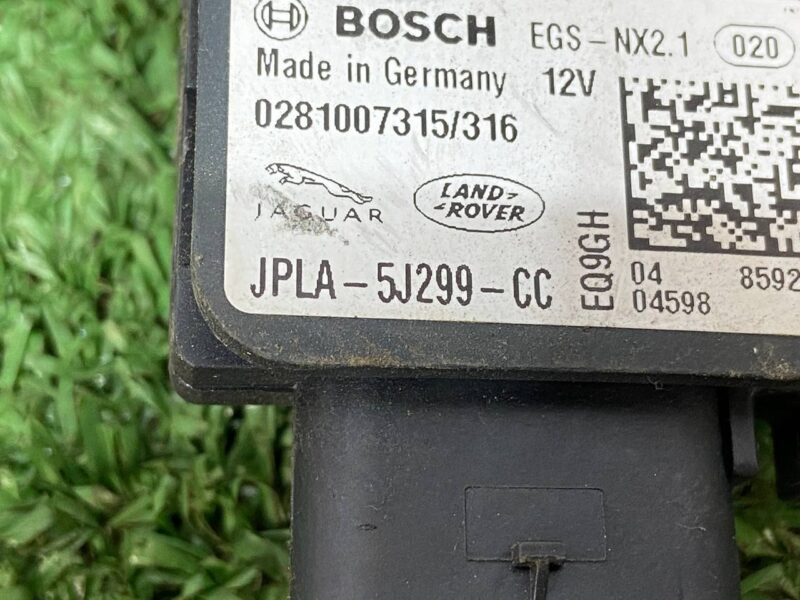 BOSCH EGS-NX2.1 020
Made in Germany 12V
0281007315/316
JAGUAR
LAND-
-ROVER
JPLA-5J299-CC
EQ9GH
04 8592
04598